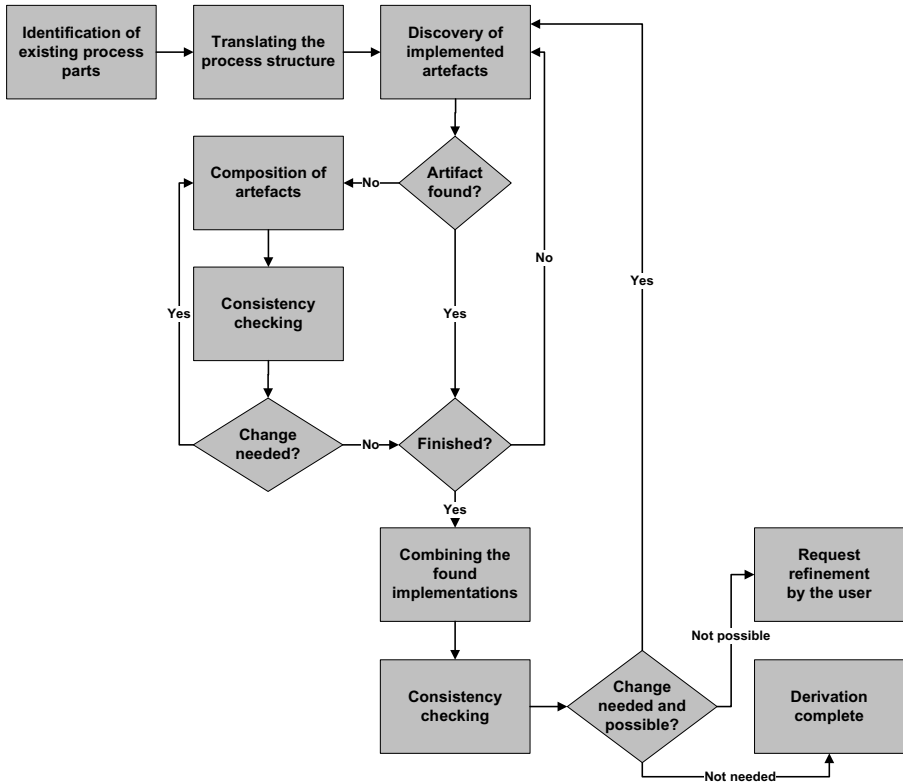 Identification of
existing process
parts
Translating the
process structure
Discovery of
implemented
artefacts
Composition of
artefacts
No
Artifact
found?
No
Yes
Consistency
checking
Yes
Yes
Change
needed?
No
Finished?
Yes
Combining the
found
implementations
Request
refinement
by the user
Not possible
Consistency
checking
Change
needed and
possible?
Derivation
complete
Not needed